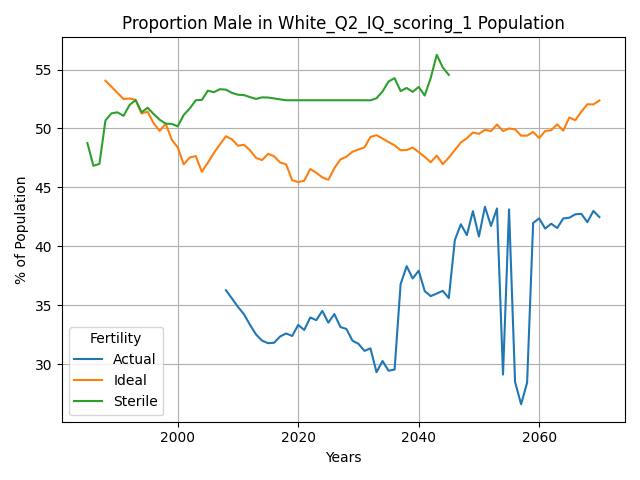 Proportion Male in White_Q2_IQ_scoring_1 Population
% of Population
55
50
45
40
35
30
Fertility
Actual
Ideal
Sterile
2000
2020
2040
2060
Years